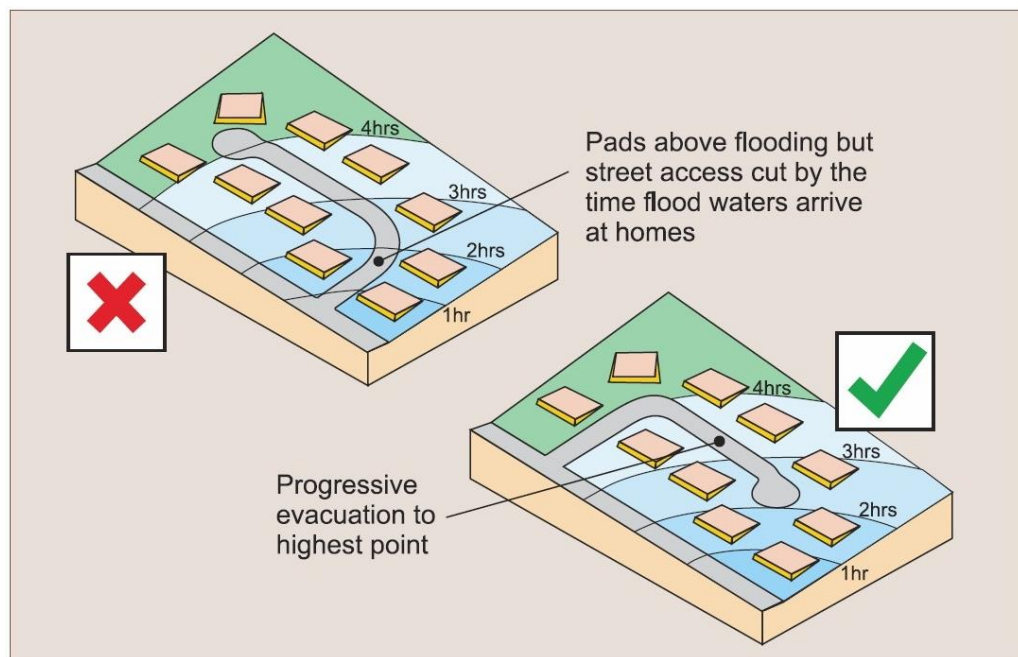 4hrs
Pads above flooding but
street access cut by the
time flood waters arrive
at homes
3hrs
2hrs
1hr
4hrs
3hrs
Progressive
evacuation to
highest point
2hrs
1hr